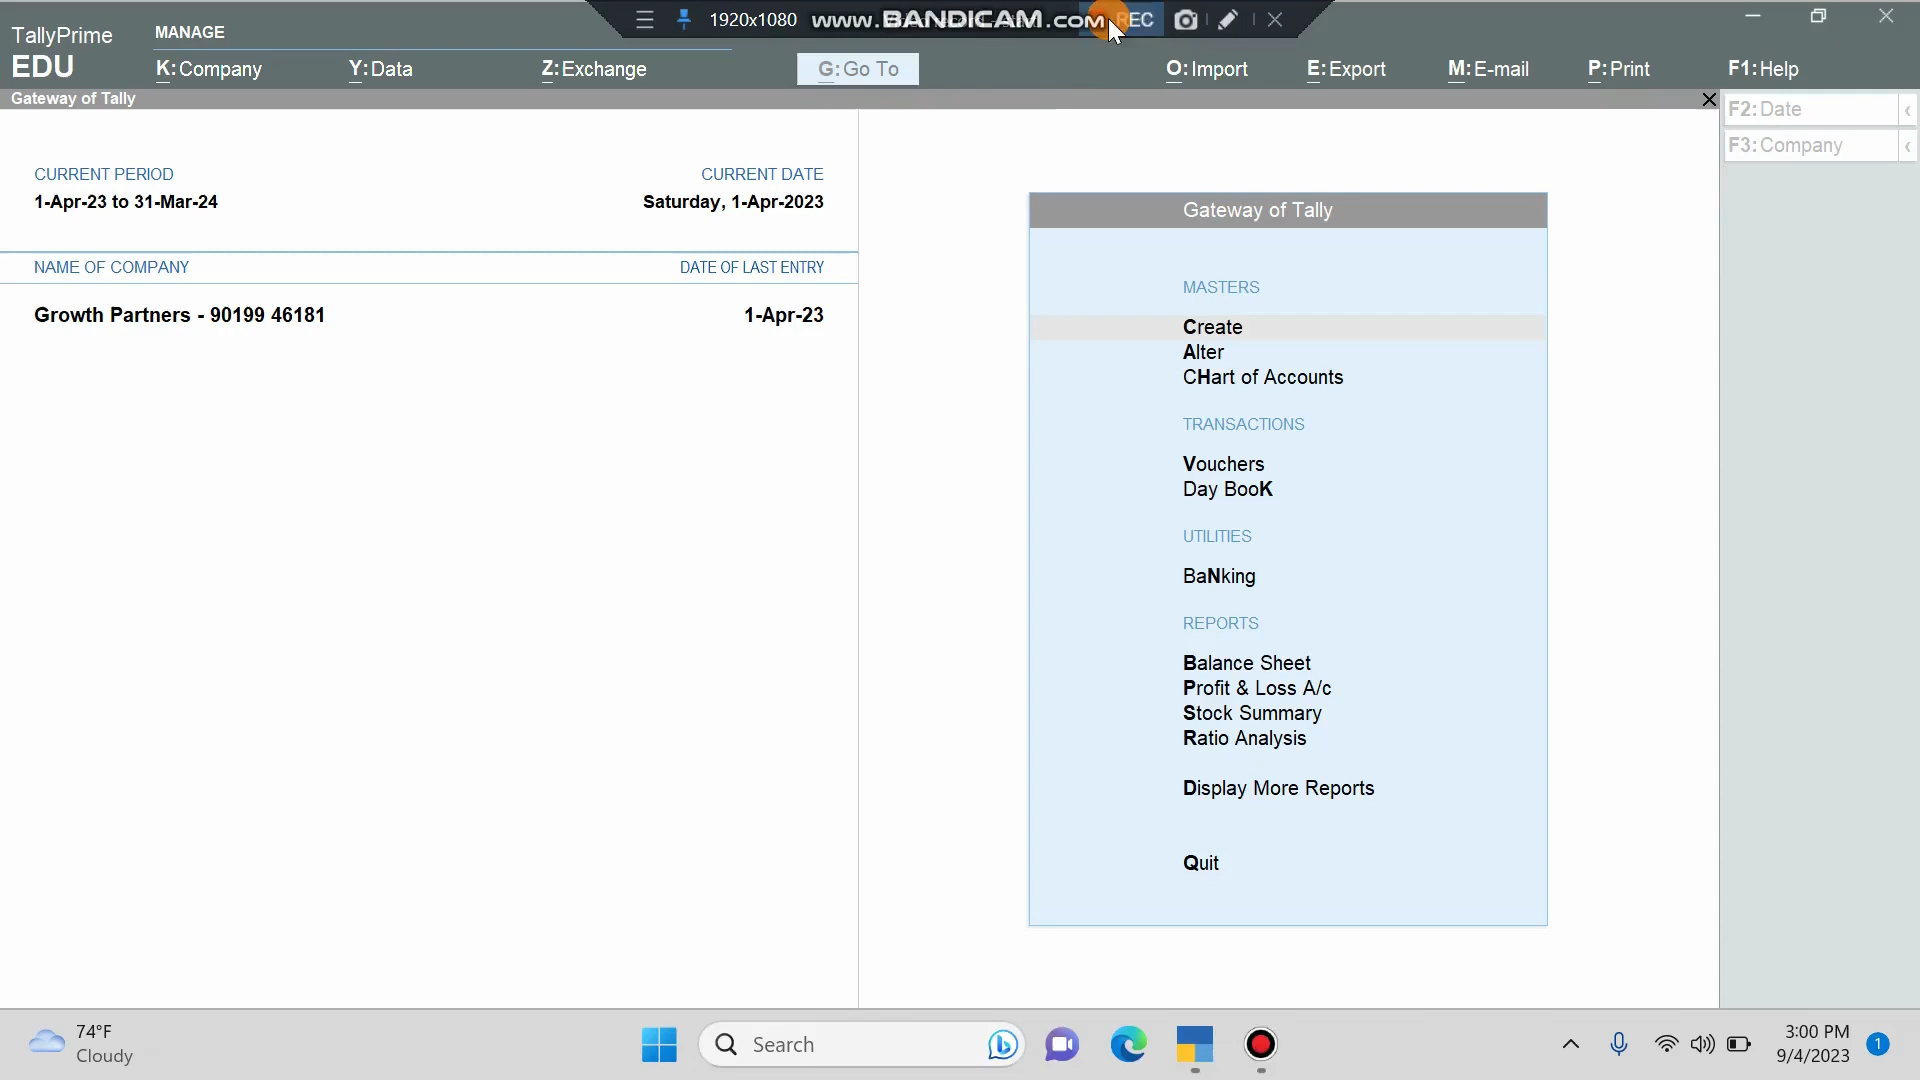 1920x1080
www.BANDICAM.com
REC
TallyPrime
EDU
MANAGE
K:Company
Y:Data
Z:Exchange
G:Go To
O:Import
E:Export
M:E-mail
P:Print
F1:Help
Gateway of Tally
F2:Date
F3:Company
CURRENT PERIOD
CURRENT DATE
1-Apr-23 to 31-Mar-24
Saturday, 1-Apr-2023
NAME OF COMPANY
DATE OF LAST ENTRY
Growth Partners - 90199 46181
1-Apr-23
Gateway of Tally
MASTERS
Create
Alter
CHart of Accounts
TRANSACTIONS
Vouchers
Day BooK
UTILITIES
BaNking
REPORTS
Balance Sheet
Profit & Loss A/c
Stock Summary
Ratio Analysis
Display More Reports
Quit
74°F
Cloudy
Search
3:00 PM
9/4/2023
1